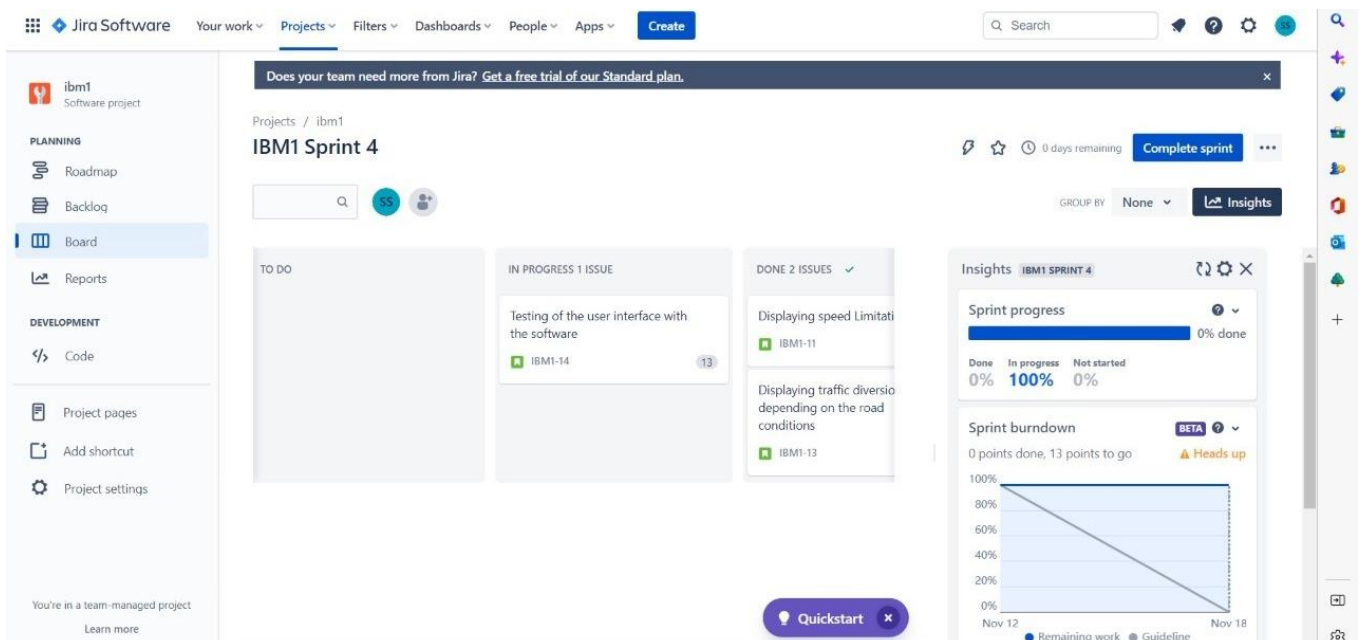 Jira Software
Your work Projects Filters Dashboards People Apps Create
Search
SS
Does your team need more from Jira? Get a free trial of our Standard plan.
ibm1
Software project
PLANNING
Roadmap
Backlog
Board
Reports
DEVELOPMENT
Code
Project pages
Add shortcut
Project settings
You're in a team-managed project
Learn more
Projects / ibm1
IBM1 Sprint 4
0 days remaining Complete sprint
SS
GROUP BY None Insights
TO DO
IN PROGRESS 1 ISSUE
Testing of the user interface with
the software
IBM1-14 13
DONE 2 ISSUES
Displaying speed Limitati
IBM1-11
Displaying traffic diversio
depending on the road
conditions
IBM1-13
Insights IBM1 SPRINT 4
Sprint progress
0% done
Done In progress Not started
0% 100% 0%
Sprint burndown BETA
0 points done, 13 points to go Heads up
100%
80%
60%
40%
20%
0%
Nov 12 Nov 18
Remaining work Guideline
Quickstart